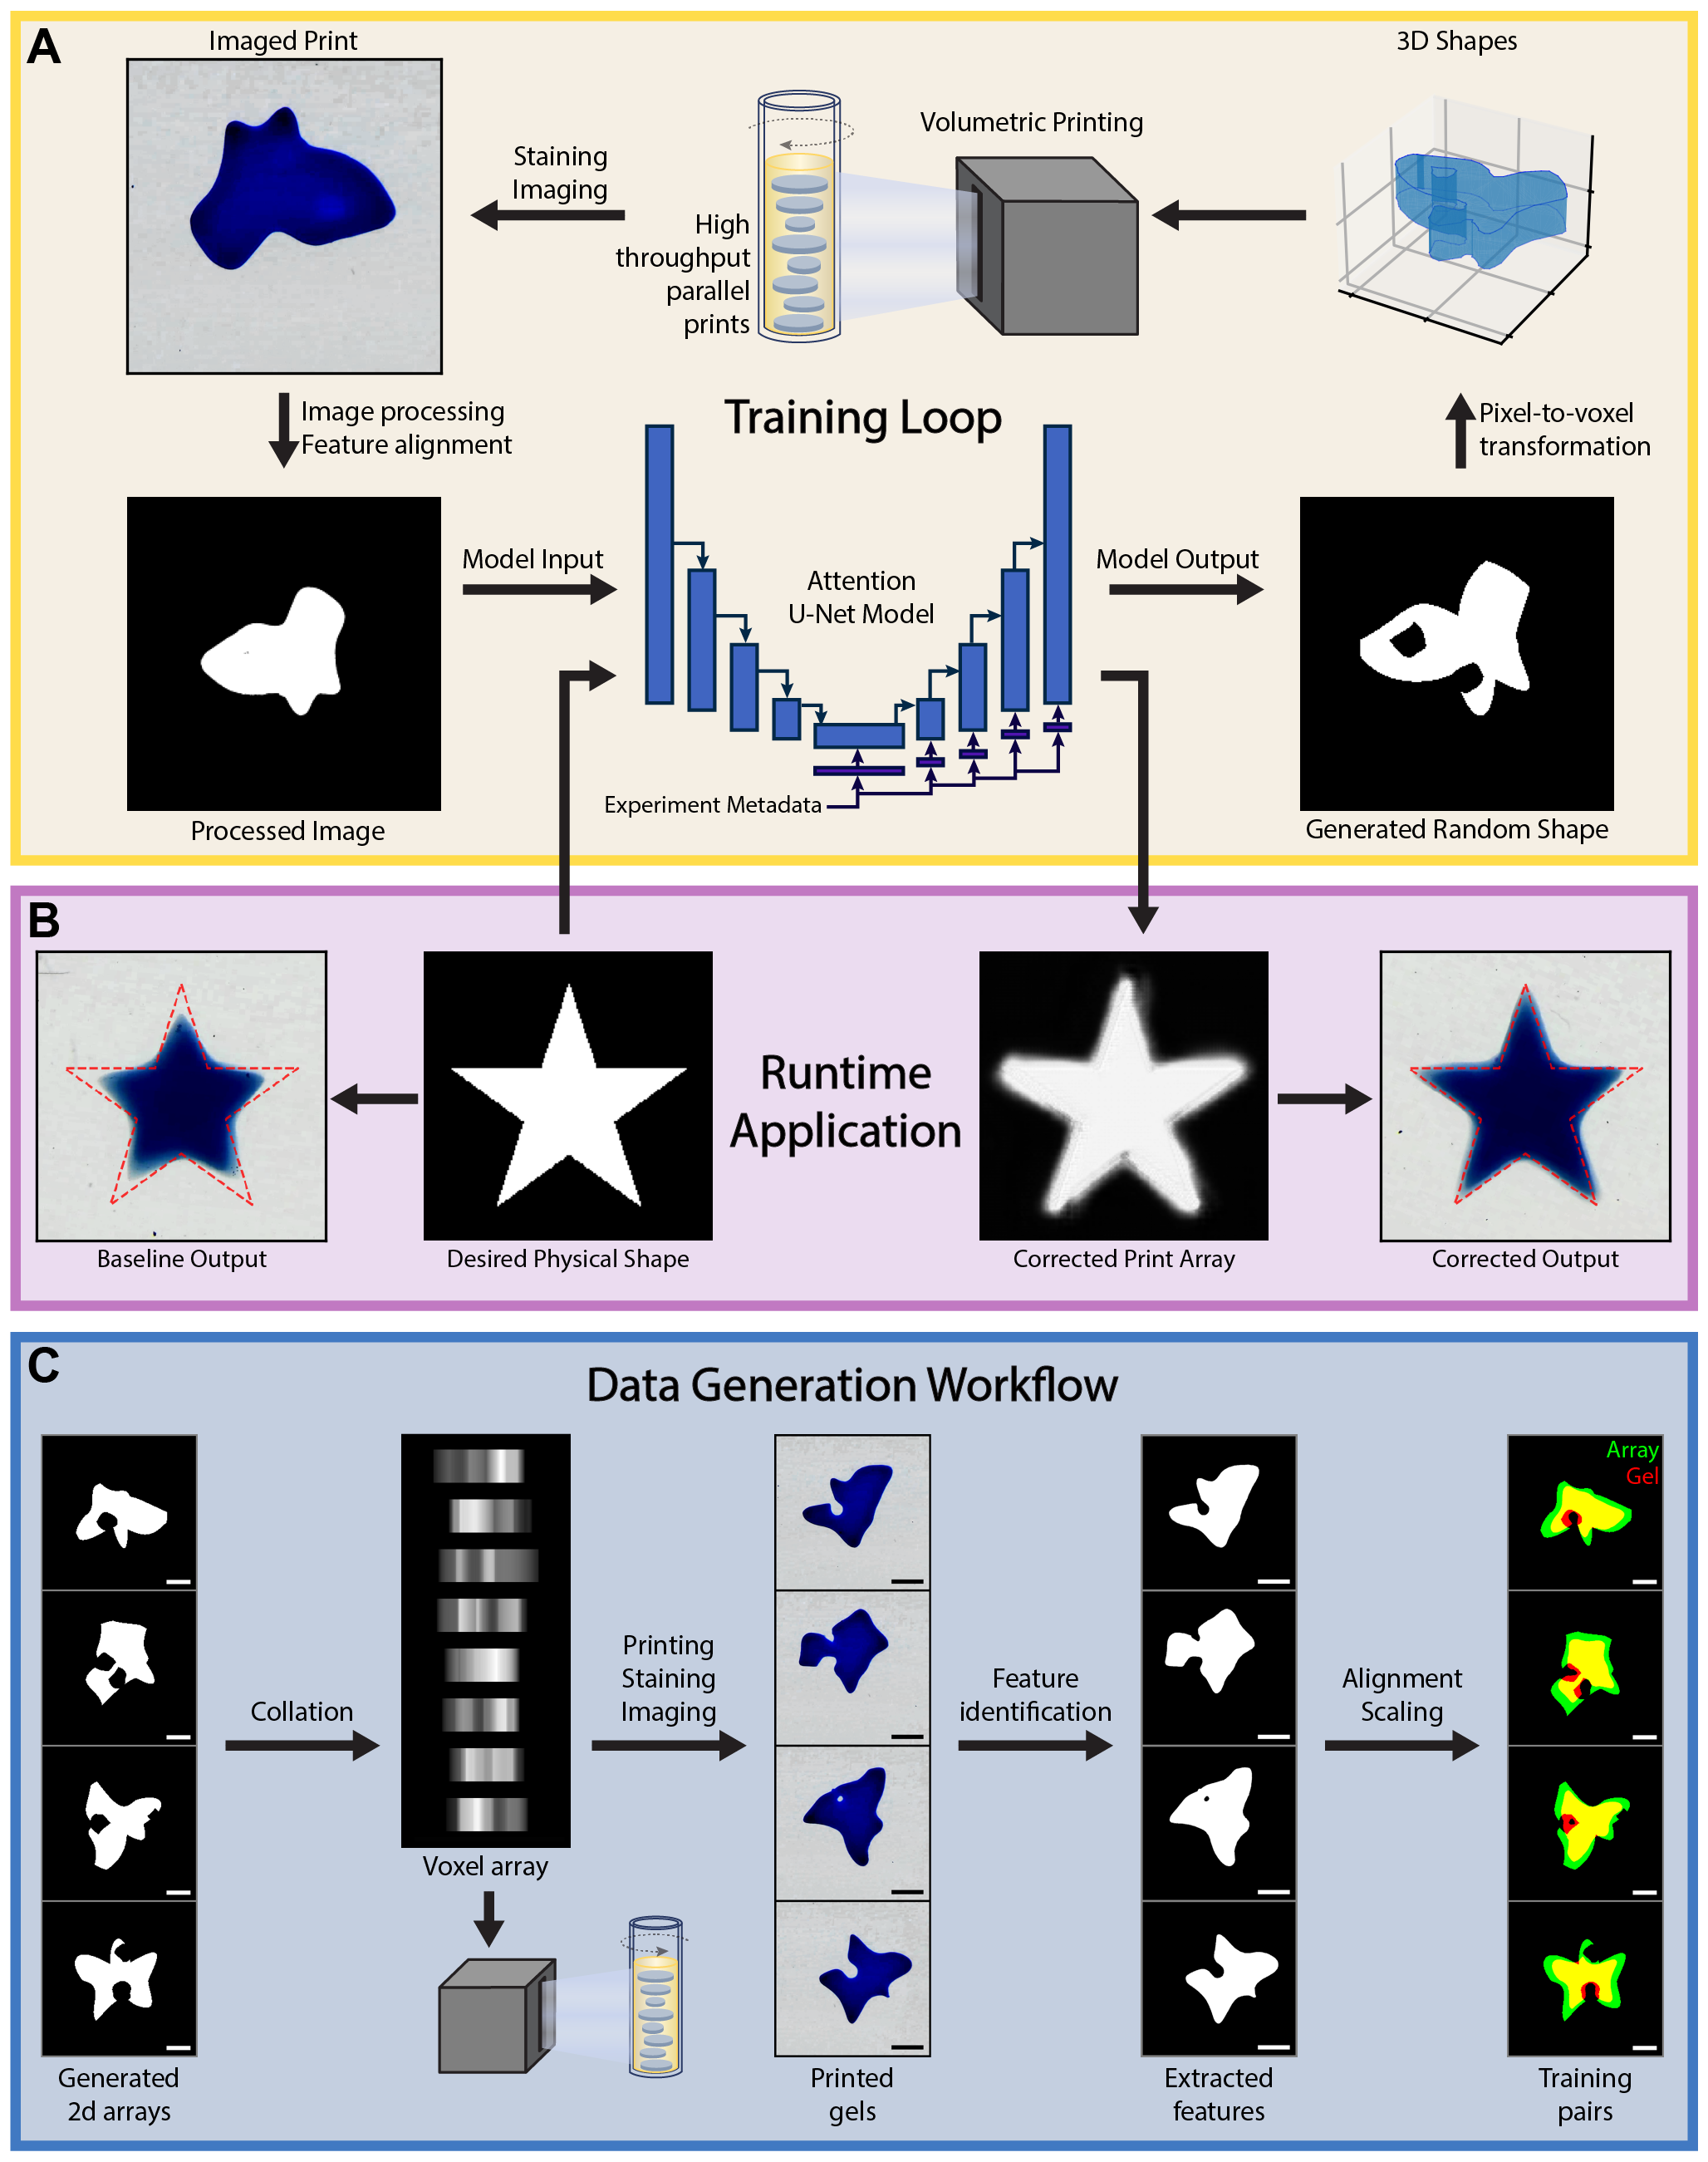 A
Imaged Print
3D Shapes
Volumetric Printing
Staining
Imaging
High
throughput
parallel
prints
Image processing
Feature alignment
Training Loop
Pixel-to-voxel
transformation
Model Input
Attention
U-Net Model
Model Output
Experiment Metadata
Processed Image
Generated Random Shape
B
Runtime
Application
Baseline Output
Desired Physical Shape
Corrected Print Array
Corrected Output
C
Data Generation Workflow
Array
Gel
Collation
Printing
Staining
Imaging
Feature
identification
Alignment
Scaling
Voxel array
Generated
2d arrays
Printed
gels
Extracted
features
Training
pairs